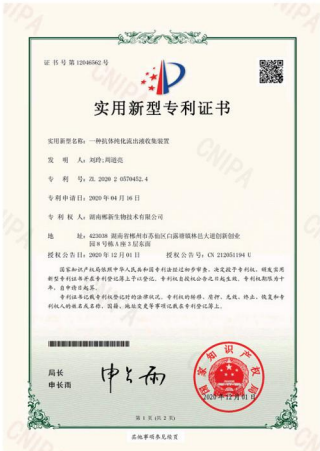 证书号第12046562号
实用新型专利证书
实用新型名称：一种抗体纯化流出液收集装置
发 明 人：刘玲;周进亮
专 利 号：ZL 2020 2 0570452.4
专利申请日：2020年04月16日
专 利 权 人：湖南郴新生物技术有限公司
地 址：423038 湖南省郴州市苏仙区白露塘镇林邑大道创新创业
园8号栋A座3层东面
授权公告日：2020年12月01日 授权公告号：CN 212051194 U
国家知识产权局依照中华人民共和国专利法经过初步审查，决定授予专利权，颁发实用
新型专利证书并在专利登记簿上予以登记。专利权自授权公告之日起生效。专利权期限为十
年，自申请日起算。
专利证书记载专利权登记时的法律状况。专利权的转移、质押、无效、终止、恢复和专利
权人的姓名或名称、国籍、地址变更等事项记载在专利登记簿上。
局长
申长雨
申长雨
国家知识产权局
2020年12月01日
第 1 页 (共 2 页)
其他事项参见续页
CNIPA
CNIPA
CNIPA